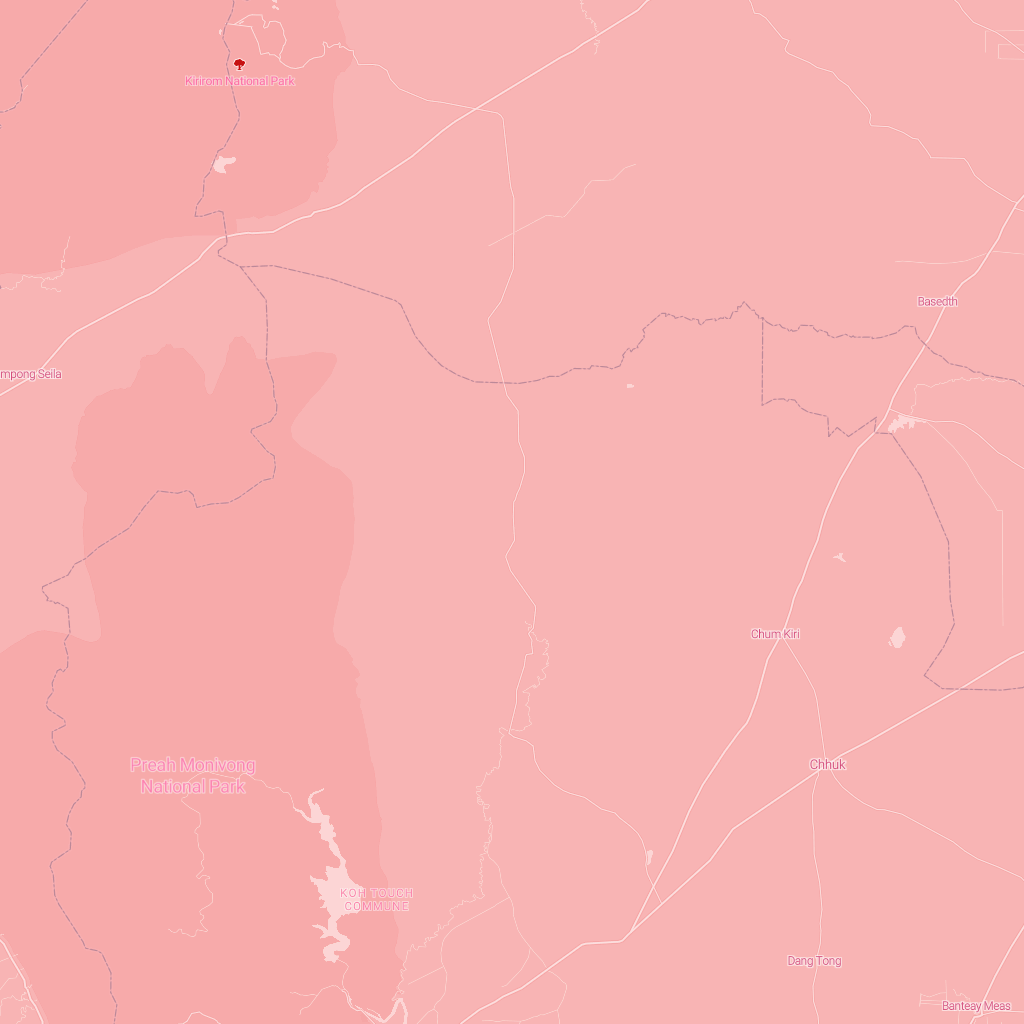 Kirirom National Park
Basedth
mpong Seila
Chum Kiri
Preah Monivong
National Park
Chhuk
KOH TOUCH
COMMUNE
Dang Tong
Banteay Meas